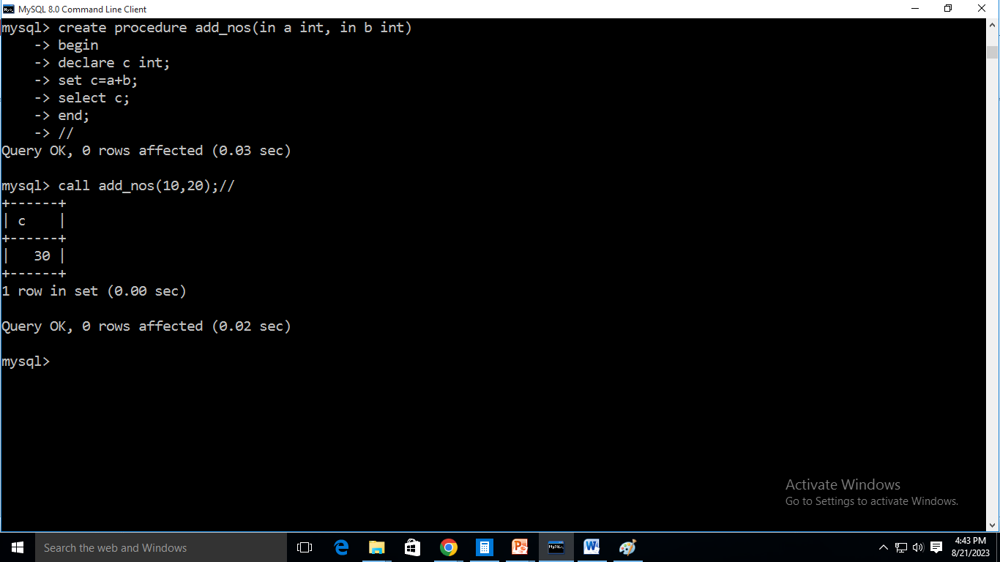 MySQL 8.0 Command Line Client
mysql> create procedure add_nos(in a int, in b int)
    -> begin
    -> declare c int;
    -> set c=a+b;
    -> select c;
    -> end;
    -> //
Query OK, 0 rows affected (0.03 sec)
mysql> call add_nos(10,20);//
+------+
| c    |
+------+
|   30 |
+------+
1 row in set (0.00 sec)
Query OK, 0 rows affected (0.02 sec)
mysql>
Activate Windows
Go to Settings to activate Windows.
Search the web and Windows
4:43 PM
8/21/2023